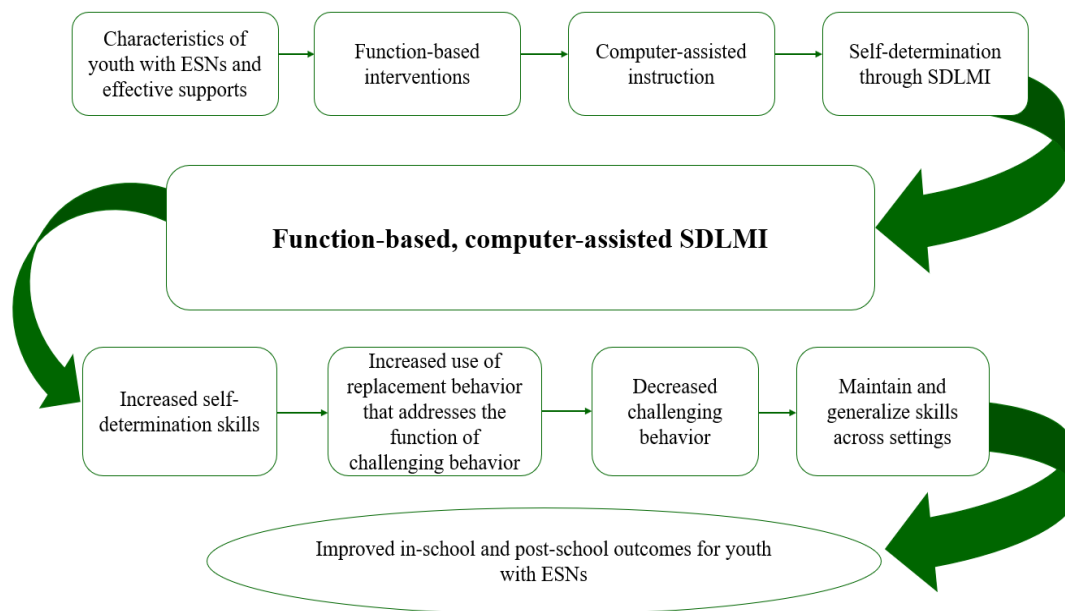 Characteristics of
youth with ESNs and
effective supports
Function-based
interventions
Computer-assisted
instruction
Self-determination
through SDLMI
Function-based, computer-assisted SDLMI
Increased self-
determination skills
Increased use of
replacement behavior
that addresses the
function of
challenging behavior
Decreased
challenging
behavior
Maintain and
generalize skills
across settings
Improved in-school and post-school outcomes for youth
with ESNs